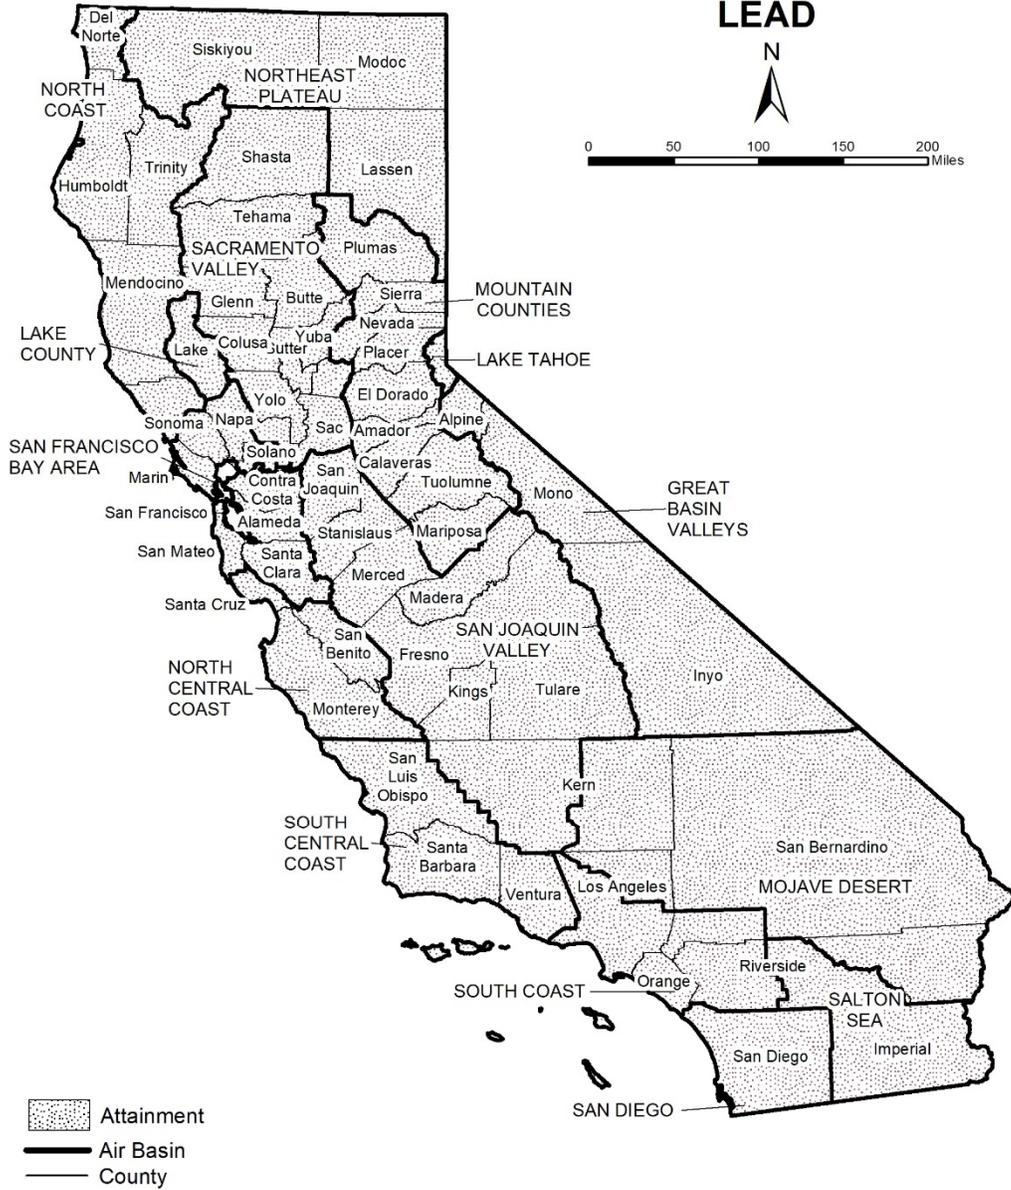 LEAD
N
0 50 100 150 200
Miles
Del
Norte
Siskiyou
Modoc
NORTHEAST
PLATEAU
NORTH
COAST
Shasta
Trinity
Lassen
Humboldt
Tehama
SACRAMENTO
VALLEY
Plumas
Mendocino
Glenn
Butte
Sierra
MOUNTAIN
COUNTIES
Nevada
LAKE
COUNTY
Lake
Colusa
Sutter
Yuba
Placer
LAKE TAHOE
Yolo
El Dorado
Sonoma
Napa
Sac
Amador
Alpine
SAN FRANCISCO
BAY AREA
Solano
Calaveras
Marin
Contra
Costa
San
Joaquin
Tuolumne
Mono
GREAT
BASIN
VALLEYS
San Francisco
Alameda
Stanislaus
Mariposa
San Mateo
Santa
Clara
Merced
Santa Cruz
Madera
San
Benito
SAN JOAQUIN
VALLEY
Fresno
NORTH
CENTRAL
COAST
Kings
Tulare
Inyo
Monterey
San
Luis
Obispo
Kern
SOUTH
CENTRAL
COAST
Santa
Barbara
San Bernardino
Ventura
Los Angeles
MOJAVE DESERT
Riverside
Orange
SOUTH COAST
SALTON
SEA
San Diego
Imperial
SAN DIEGO
Attainment
Air Basin
County